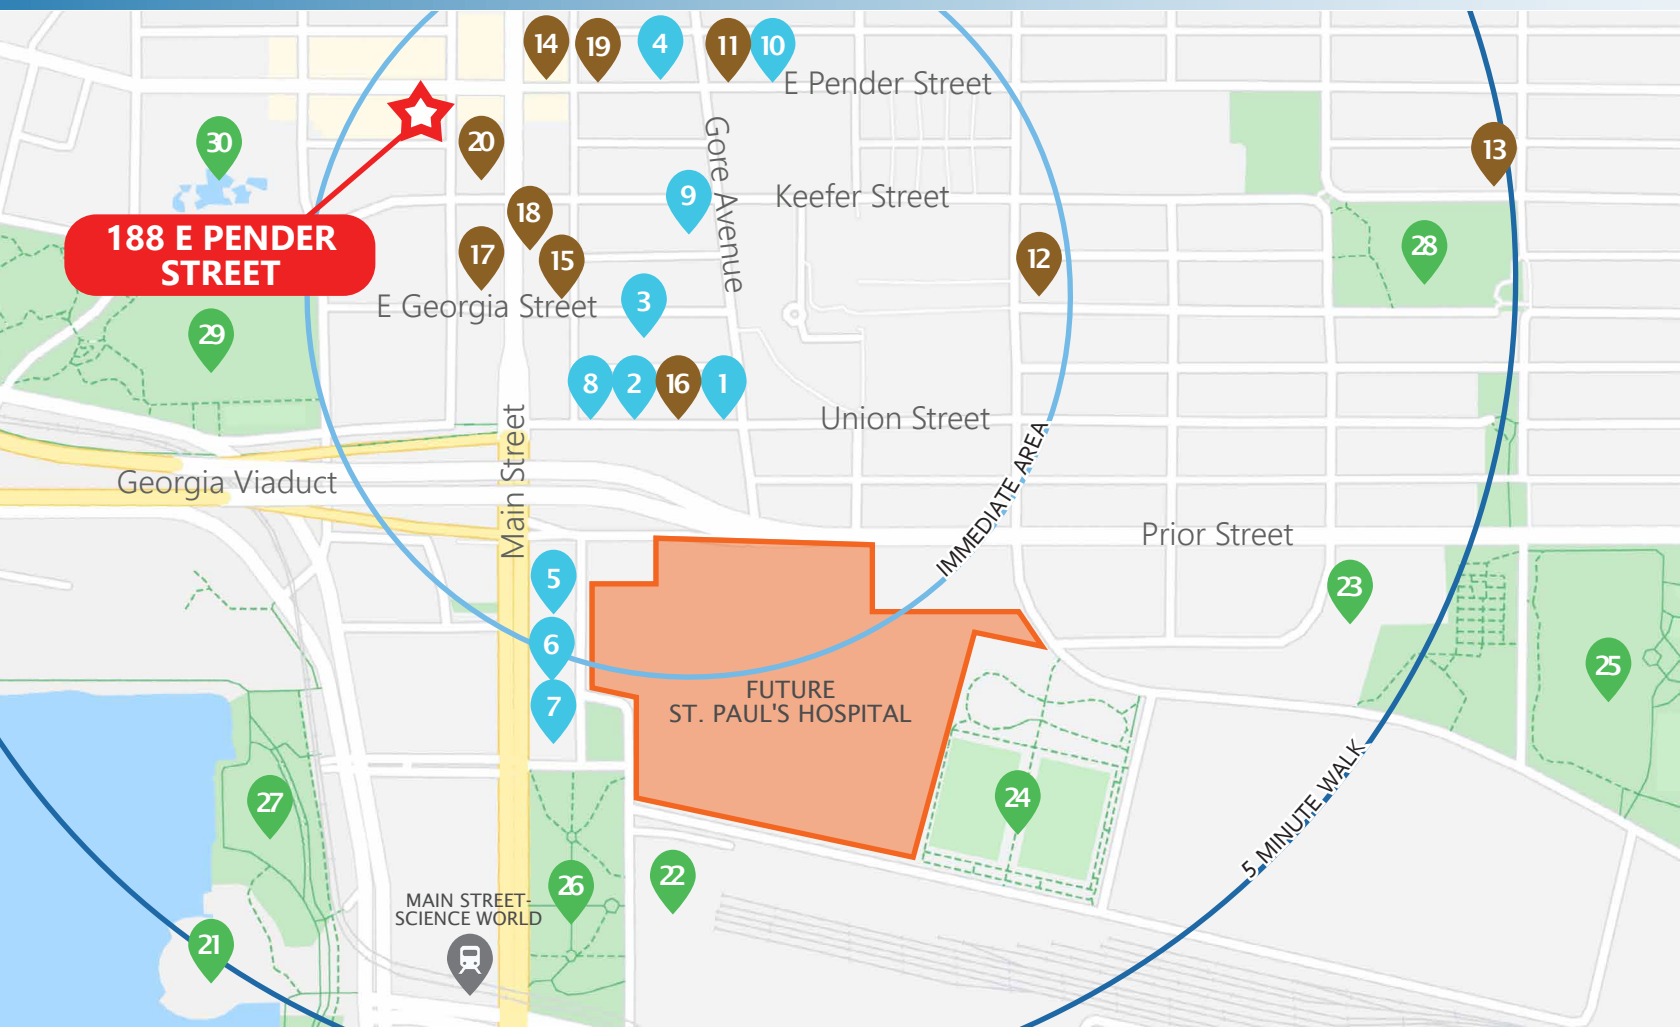 14
19
4
11
10
E Pender Street
30
20
13
Gore Avenue
9
Keefer Street
18
188 E PENDER
STREET
17
15
12
28
3
E Georgia Street
29
8
2
16
1
Union Street
Main Street
Georgia Viaduct
IMMEDIATE AREA
Prior Street
5
23
6
25
7
FUTURE
ST. PAUL'S HOSPITAL
27
24
5 MINUTE WALK
26
22
MAIN STREET-
SCIENCE WORLD
21